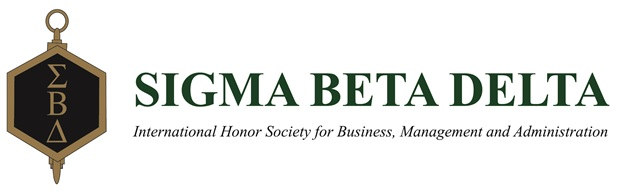 Σ
Β
Δ
SIGMA BETA DELTA
International Honor Society for Business, Management and Administration